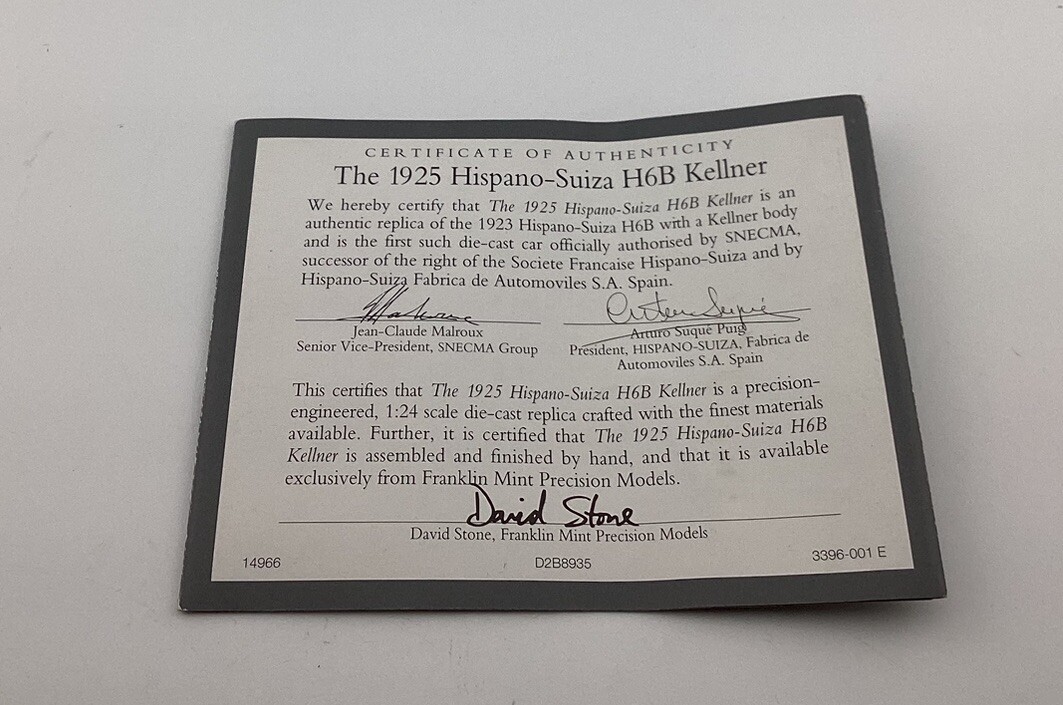 CERTIFICATE OF AUTHENTICITY
The 1925 Hispano-Suiza H6B Kellner
We hereby certify that The 1925 Hispano-Suiza H6B Kellner is an
authentic replica of the 1923 Hispano-Suiza H6B with a Kellner body
and is the first such die-cast car officially authorised by SNECMA,
successor of the right of the Societe Francaise Hispano-Suiza and by
Hispano-Suiza Fabrica de Automoviles S.A. Spain.
Jean-Claude Malroux
Senior Vice-President, SNECMA Group
Arturo Suqué Puig
President, HISPANO-SUIZA, Fabrica de
Automoviles S.A. Spain
This certifies that The 1925 Hispano-Suiza H6B Kellner is a precision-
engineered, 1:24 scale die-cast replica crafted with the finest materials
available. Further, it is certified that The 1925 Hispano-Suiza H6B
Kellner is assembled and finished by hand, and that it is available
exclusively from Franklin Mint Precision Models.
David Stone
David Stone, Franklin Mint Precision Models
14966
D2B8935
3396-001 E